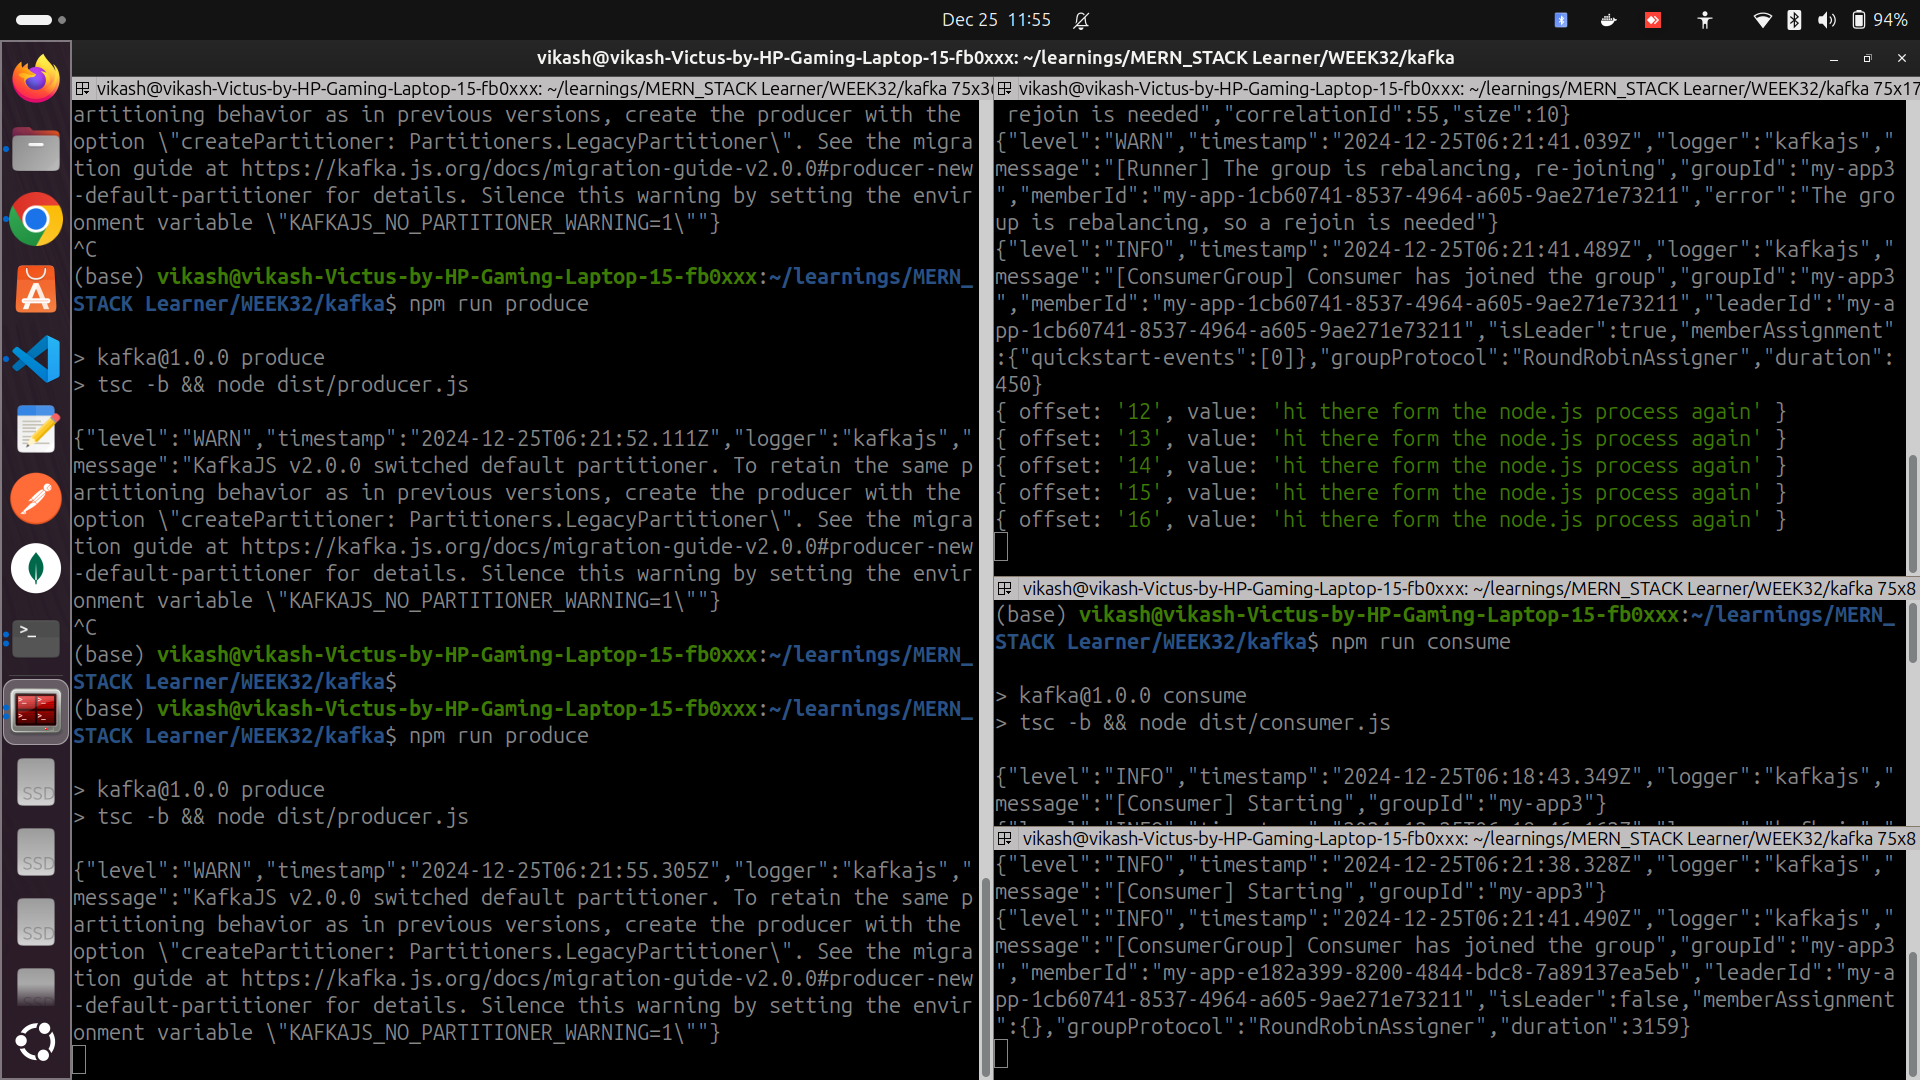 Dec 25 11:55
94%
vikash@vikash-Victus-by-HP-Gaming-Laptop-15-fb0xxx: ~/learnings/MERN_STACK Learner/WEEK32/kafka
vikash@vikash-Victus-by-HP-Gaming-Laptop-15-fb0xxx: ~/learnings/MERN_STACK Learner/WEEK32/kafka 75x3
artitioning behavior as in previous versions, create the producer with the
option \"createPartitioner: Partitioners.LegacyPartitioner\". See the migra
tion guide at https://kafka.js.org/docs/migration-guide-v2.0.0#producer-new
-default-partitioner for details. Silence this warning by setting the envir
onment variable \"KAFKAJS_NO_PARTITIONER_WARNING=1\""}
^C
(base) vikash@vikash-Victus-by-HP-Gaming-Laptop-15-fb0xxx:~/learnings/MERN_
STACK Learner/WEEK32/kafka$ npm run produce
> kafka@1.0.0 produce
> tsc -b && node dist/producer.js
{"level":"WARN","timestamp":"2024-12-25T06:21:52.111Z","logger":"kafkajs","
message":"KafkaJS v2.0.0 switched default partitioner. To retain the same p
artitioning behavior as in previous versions, create the producer with the
option \"createPartitioner: Partitioners.LegacyPartitioner\". See the migra
tion guide at https://kafka.js.org/docs/migration-guide-v2.0.0#producer-new
-default-partitioner for details. Silence this warning by setting the envir
onment variable \"KAFKAJS_NO_PARTITIONER_WARNING=1\""}
^C
(base) vikash@vikash-Victus-by-HP-Gaming-Laptop-15-fb0xxx:~/learnings/MERN_
STACK Learner/WEEK32/kafka$
(base) vikash@vikash-Victus-by-HP-Gaming-Laptop-15-fb0xxx:~/learnings/MERN_
STACK Learner/WEEK32/kafka$ npm run produce
> kafka@1.0.0 produce
> tsc -b && node dist/producer.js
{"level":"WARN","timestamp":"2024-12-25T06:21:55.305Z","logger":"kafkajs","
message":"KafkaJS v2.0.0 switched default partitioner. To retain the same p
artitioning behavior as in previous versions, create the producer with the
option \"createPartitioner: Partitioners.LegacyPartitioner\". See the migra
tion guide at https://kafka.js.org/docs/migration-guide-v2.0.0#producer-new
-default-partitioner for details. Silence this warning by setting the envir
onment variable \"KAFKAJS_NO_PARTITIONER_WARNING=1\""}
vikash@vikash-Victus-by-HP-Gaming-Laptop-15-fb0xxx: ~/learnings/MERN_STACK Learner/WEEK32/kafka 75x17
rejoin is needed","correlationId":55,"size":10}
{"level":"WARN","timestamp":"2024-12-25T06:21:41.039Z","logger":"kafkajs","
message":"[Runner] The group is rebalancing, re-joining","groupId":"my-app3
","memberId":"my-app-1cb60741-8537-4964-a605-9ae271e73211","error":"The gro
up is rebalancing, so a rejoin is needed"}
{"level":"INFO","timestamp":"2024-12-25T06:21:41.489Z","logger":"kafkajs","
message":"[ConsumerGroup] Consumer has joined the group","groupId":"my-app3
","memberId":"my-app-1cb60741-8537-4964-a605-9ae271e73211","leaderId":"my-a
pp-1cb60741-8537-4964-a605-9ae271e73211","isLeader":true,"memberAssignment"
:{"quickstart-events":[0]},"groupProtocol":"RoundRobinAssigner","duration":
450}
{ offset: '12', value: 'hi there form the node.js process again' }
{ offset: '13', value: 'hi there form the node.js process again' }
{ offset: '14', value: 'hi there form the node.js process again' }
{ offset: '15', value: 'hi there form the node.js process again' }
{ offset: '16', value: 'hi there form the node.js process again' }
vikash@vikash-Victus-by-HP-Gaming-Laptop-15-fb0xxx: ~/learnings/MERN_STACK Learner/WEEK32/kafka 75x8
(base) vikash@vikash-Victus-by-HP-Gaming-Laptop-15-fb0xxx:~/learnings/MERN_
STACK Learner/WEEK32/kafka$ npm run consume
> kafka@1.0.0 consume
> tsc -b && node dist/consumer.js
{"level":"INFO","timestamp":"2024-12-25T06:18:43.349Z","logger":"kafkajs","
message":"[Consumer] Starting","groupId":"my-app3"}
vikash@vikash-Victus-by-HP-Gaming-Laptop-15-fb0xxx: ~/learnings/MERN_STACK Learner/WEEK32/kafka 75x8
{"level":"INFO","timestamp":"2024-12-25T06:21:38.328Z","logger":"kafkajs","
message":"[Consumer] Starting","groupId":"my-app3"}
{"level":"INFO","timestamp":"2024-12-25T06:21:41.490Z","logger":"kafkajs","
message":"[ConsumerGroup] Consumer has joined the group","groupId":"my-app3
","memberId":"my-app-e182a399-8200-4844-bdc8-7a89137ea5eb","leaderId":"my-a
pp-1cb60741-8537-4964-a605-9ae271e73211","isLeader":false,"memberAssignment
":{},"groupProtocol":"RoundRobinAssigner","duration":3159}
SSD
SSD
SSD